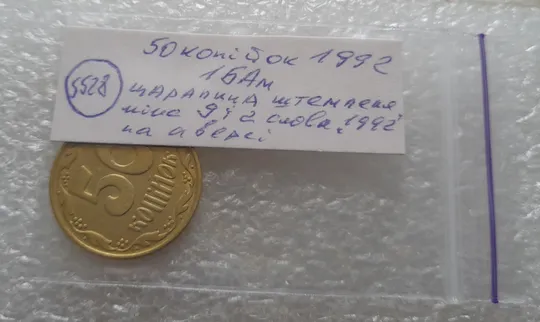 50 копійок 1992
1БАм
5528
царапина штемпеля
між 9 і 2 слова „1992"
на аверсі
50
КОПІЙОК